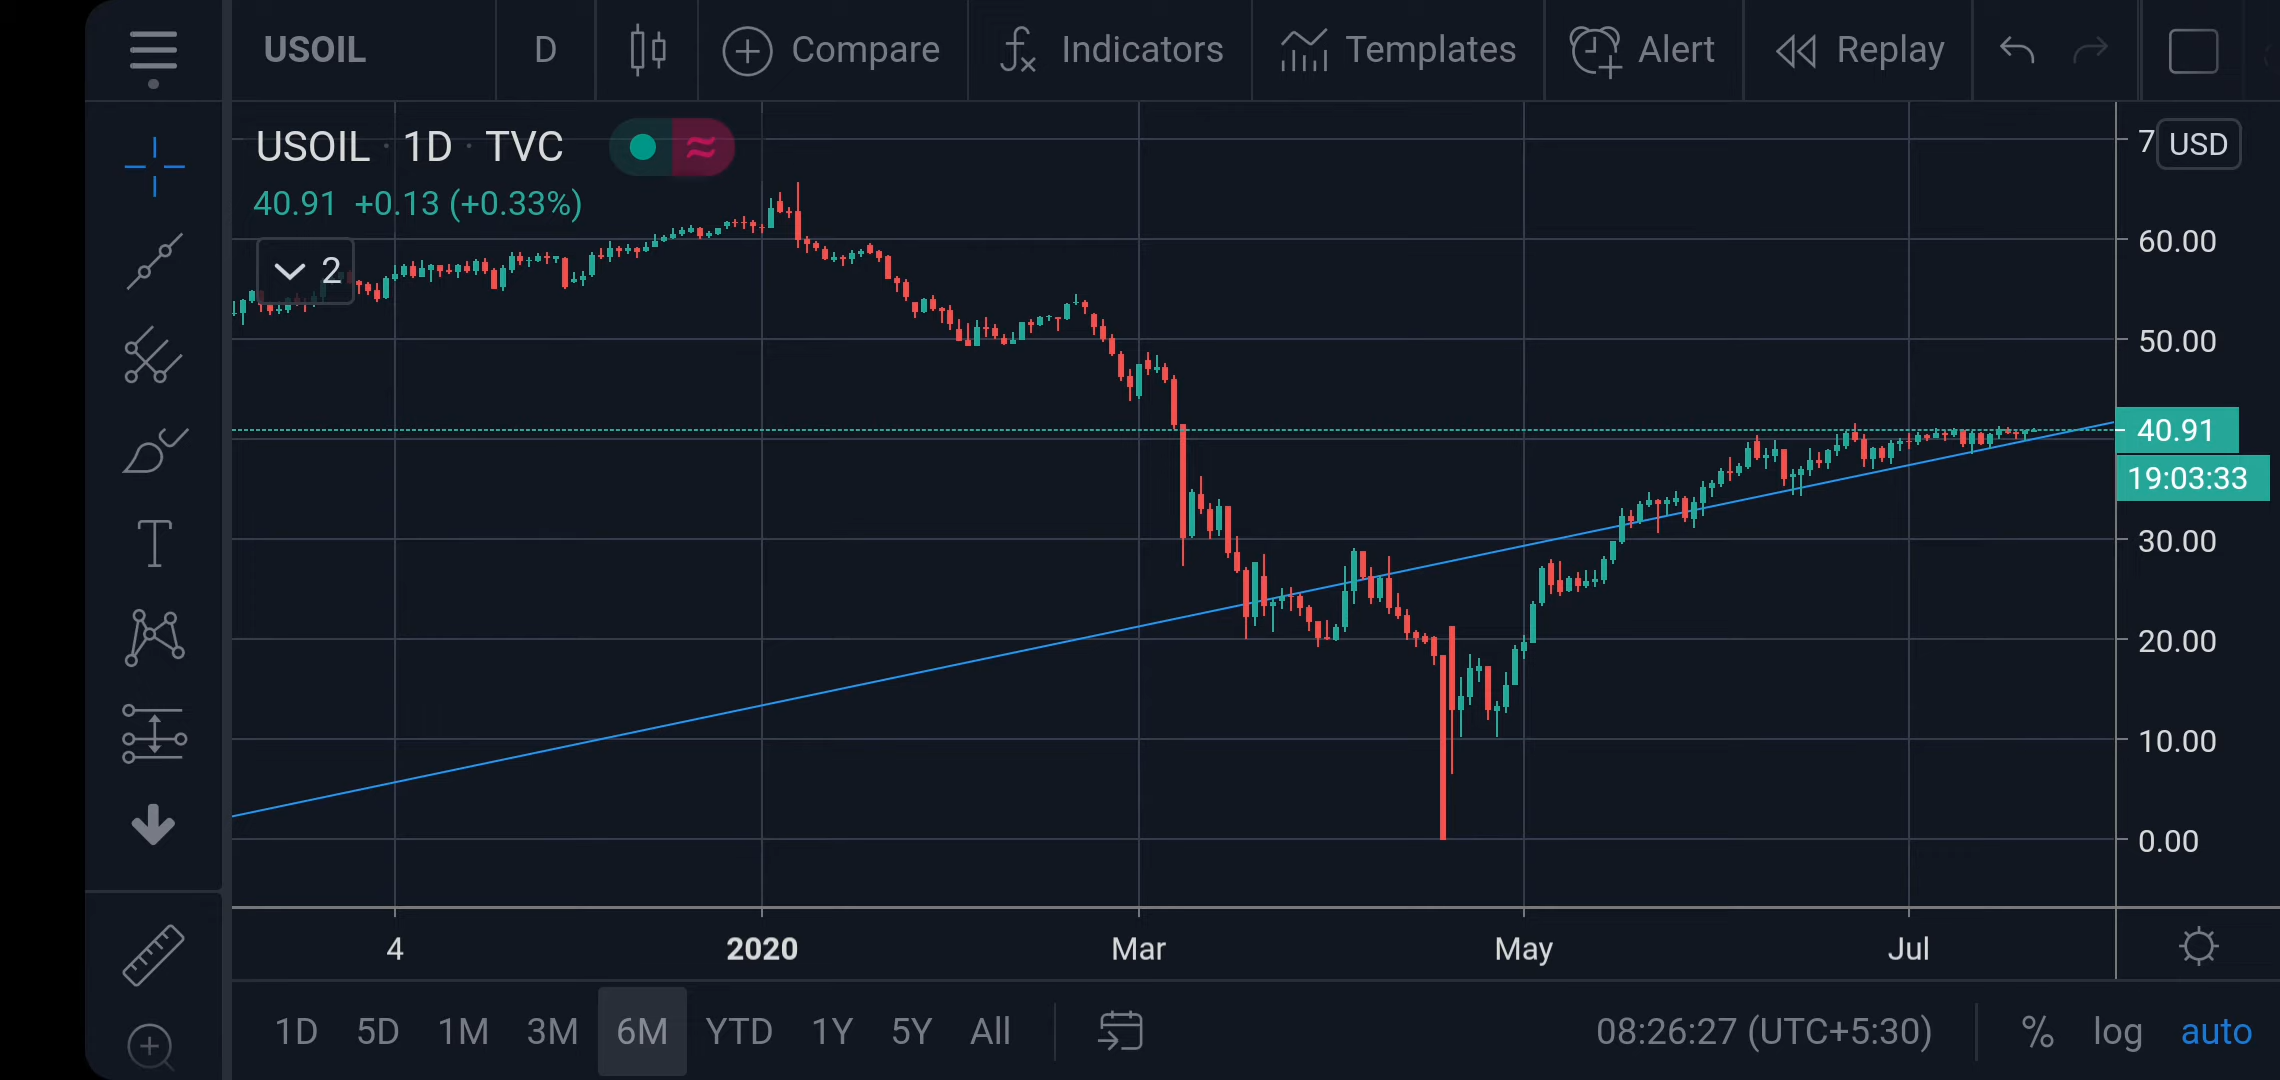 USOIL D Compare Indicators Templates Alert Replay
USOIL · 1D · TVC
40.91 +0.13 (+0.33%)
2
7 USD
60.00
50.00
40.91
19:03:33
30.00
20.00
10.00
0.00
4 2020 Mar May Jul
1D 5D 1M 3M 6M YTD 1Y 5Y All 08:26:27 (UTC+5:30) % log auto